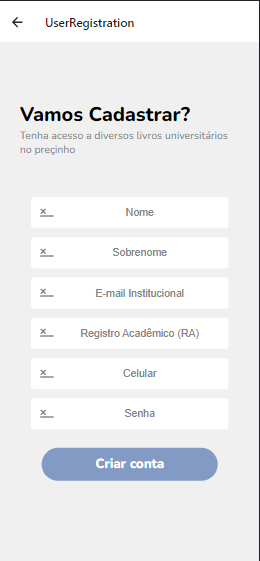 UserRegistration
Vamos Cadastrar?
Tenha acesso a diversos livros universitários
no preçinho
Nome
Sobrenome
E-mail Institucional
Registro Acadêmico (RA)
Celular
Senha
Criar conta